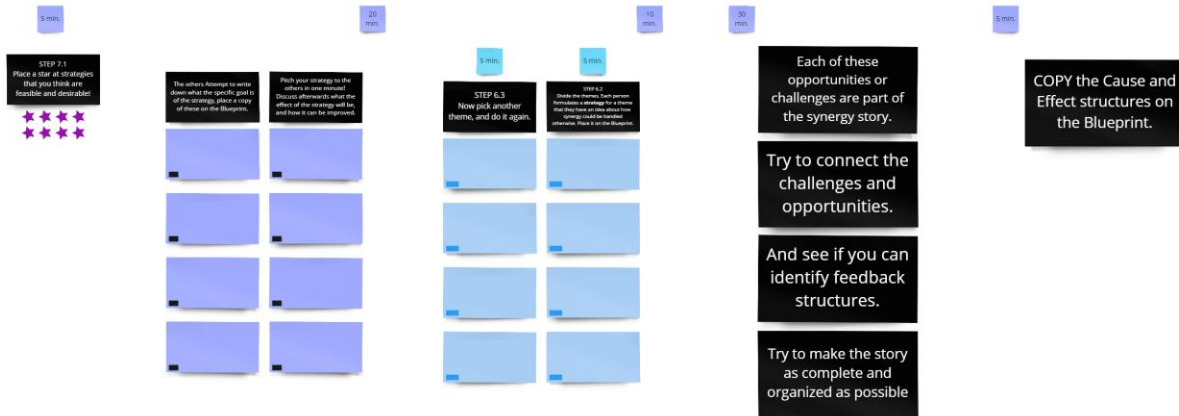 5 min.
STEP 7.1
Place a star at strategies
that you think are
feasible and desirable!
20
min.
The others Attempt to write
down what the specific goal is
of the strategy, place a copy
of these on the Blueprint.
Pitch your strategy to the
others in one minute!
Discuss afterwards what the
effect of the strategy will be,
and how it can be improved.
10
min.
5 min.
5 min.
STEP 6.3
Now pick another
theme, and do it again.
STEP 6.2
Divide the themes. Each person
formulates a strategy for a theme
that they have an idea about how
synergy could be handled
otherwise. Place it on the Blueprint.
30
min.
Each of these
opportunities or
challenges are part of
the synergy story.
Try to connect the
challenges and
opportunities.
And see if you can
identify feedback
structures.
Try to make the story
as complete and
organized as possible
5 min.
COPY the Cause and
Effect structures on
the Blueprint.